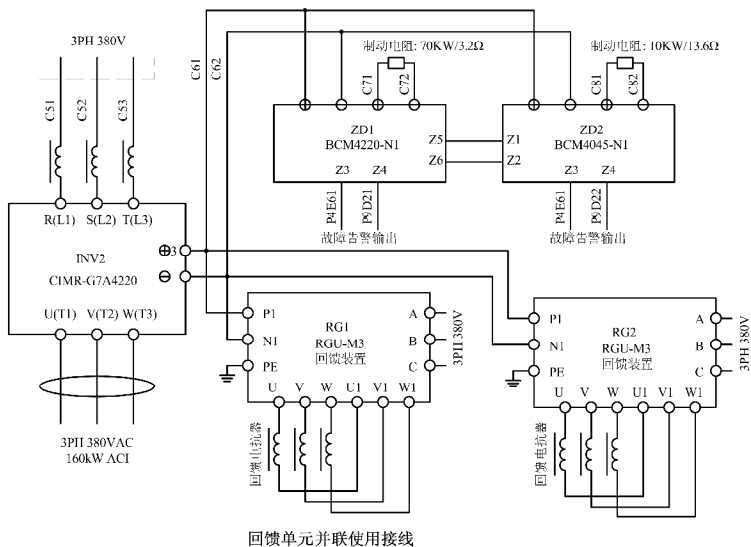 3PH 380V
C51
C52
C53
C61
C62
制动电阻: 70KW/3.2Ω
C71
C72
制动电阻: 10KW/13.6Ω
C81
C82
ZD1
BCM4220-N1
Z5
Z6
Z3
Z4
P4E61
P9D21
故障告警输出
ZD2
BCM4045-N1
Z1
Z2
Z3
Z4
P4E61
P9D22
故障告警输出
R(L1)
S(L2)
T(L3)
⊕3
⊖
INV2
CIMR-G7A4220
U(T1)
V(T2)
W(T3)
3PH 380VAC
160kW ACI
P1
N1
PE
RG1
RGU-M3
回馈装置
A
B
C
3PH 380V
U
V
W
U1
V1
W1
回馈电抗器
P1
N1
PE
RG2
RGU-M3
回馈装置
A
B
C
3PH 380V
U
V
W
U1
V1
W1
回馈电抗器
回馈单元并联使用接线